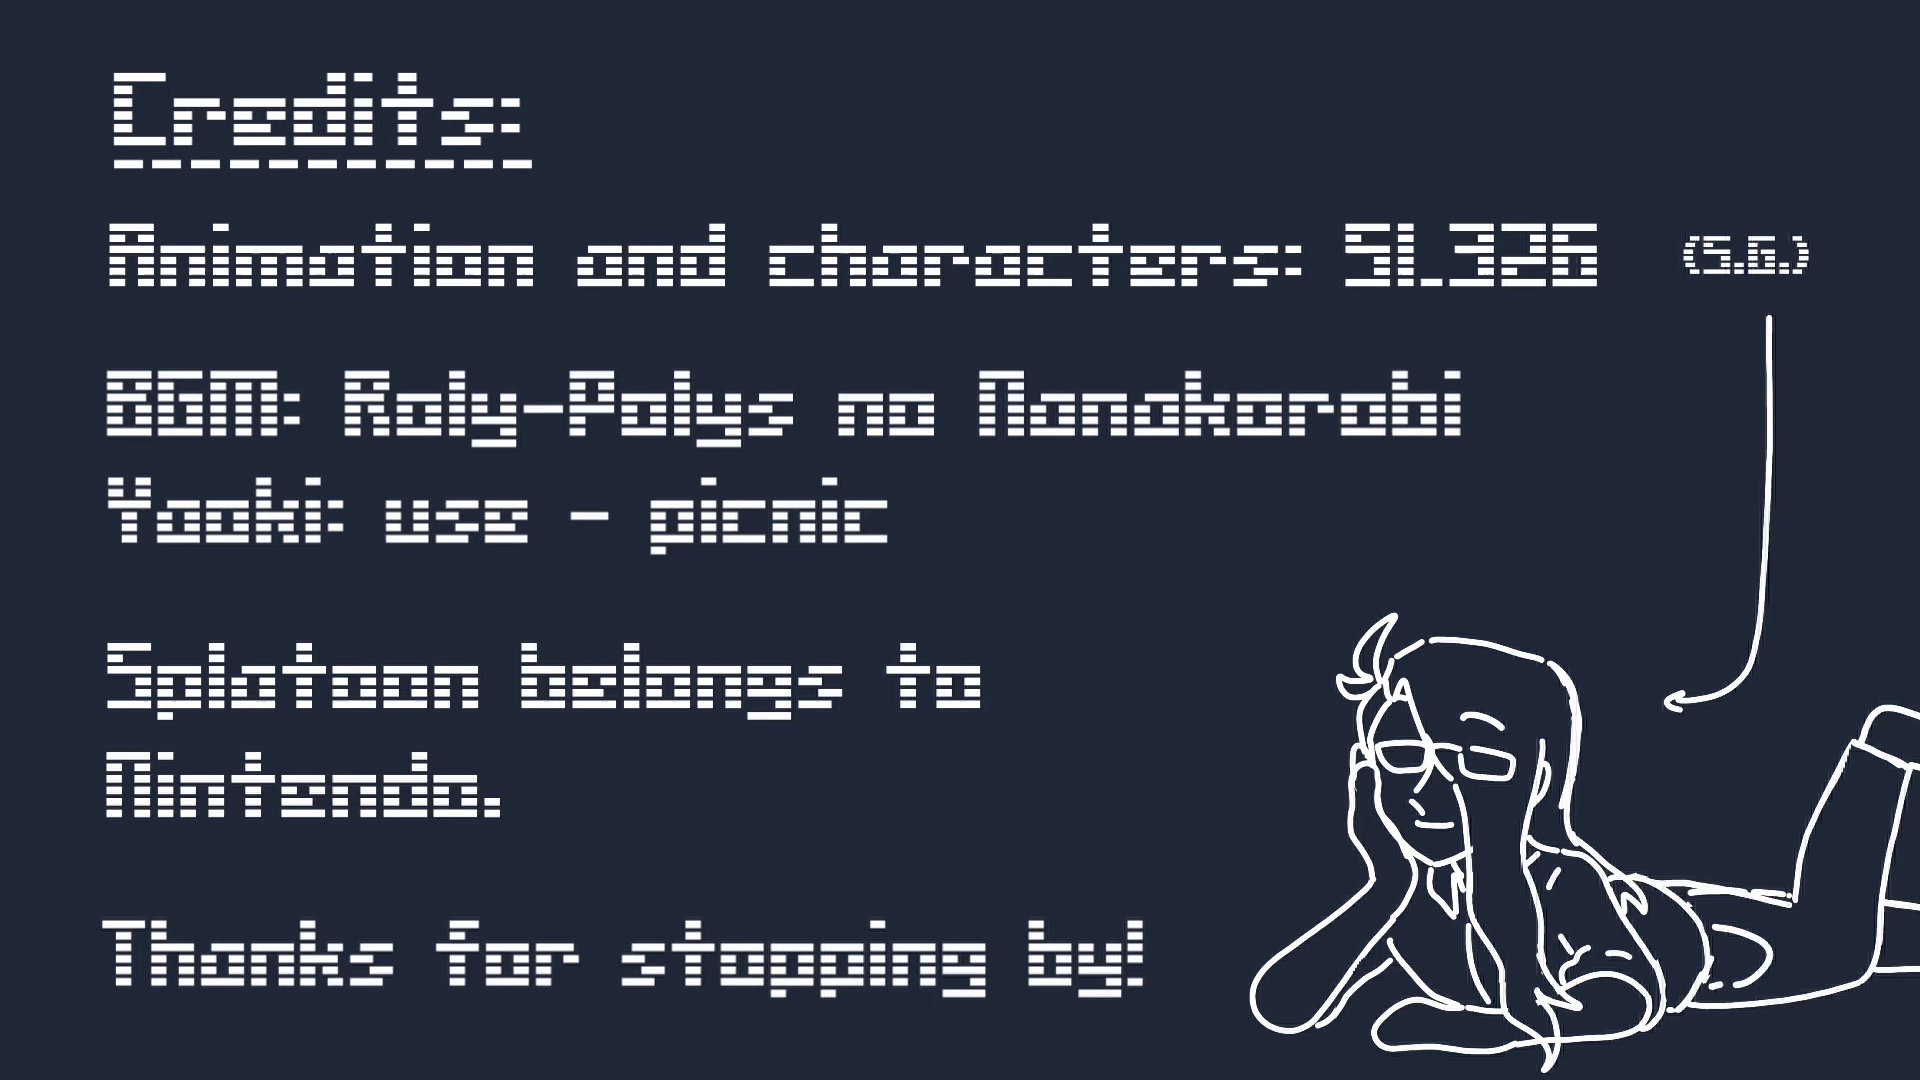 Credits:
Animation and characters: SL326 (S.G.)
BGM: Roly-Polys no Nanakorobi
Yaoki: use - picnic
Splatoon belongs to
Nintendo.
Thanks for stopping by!